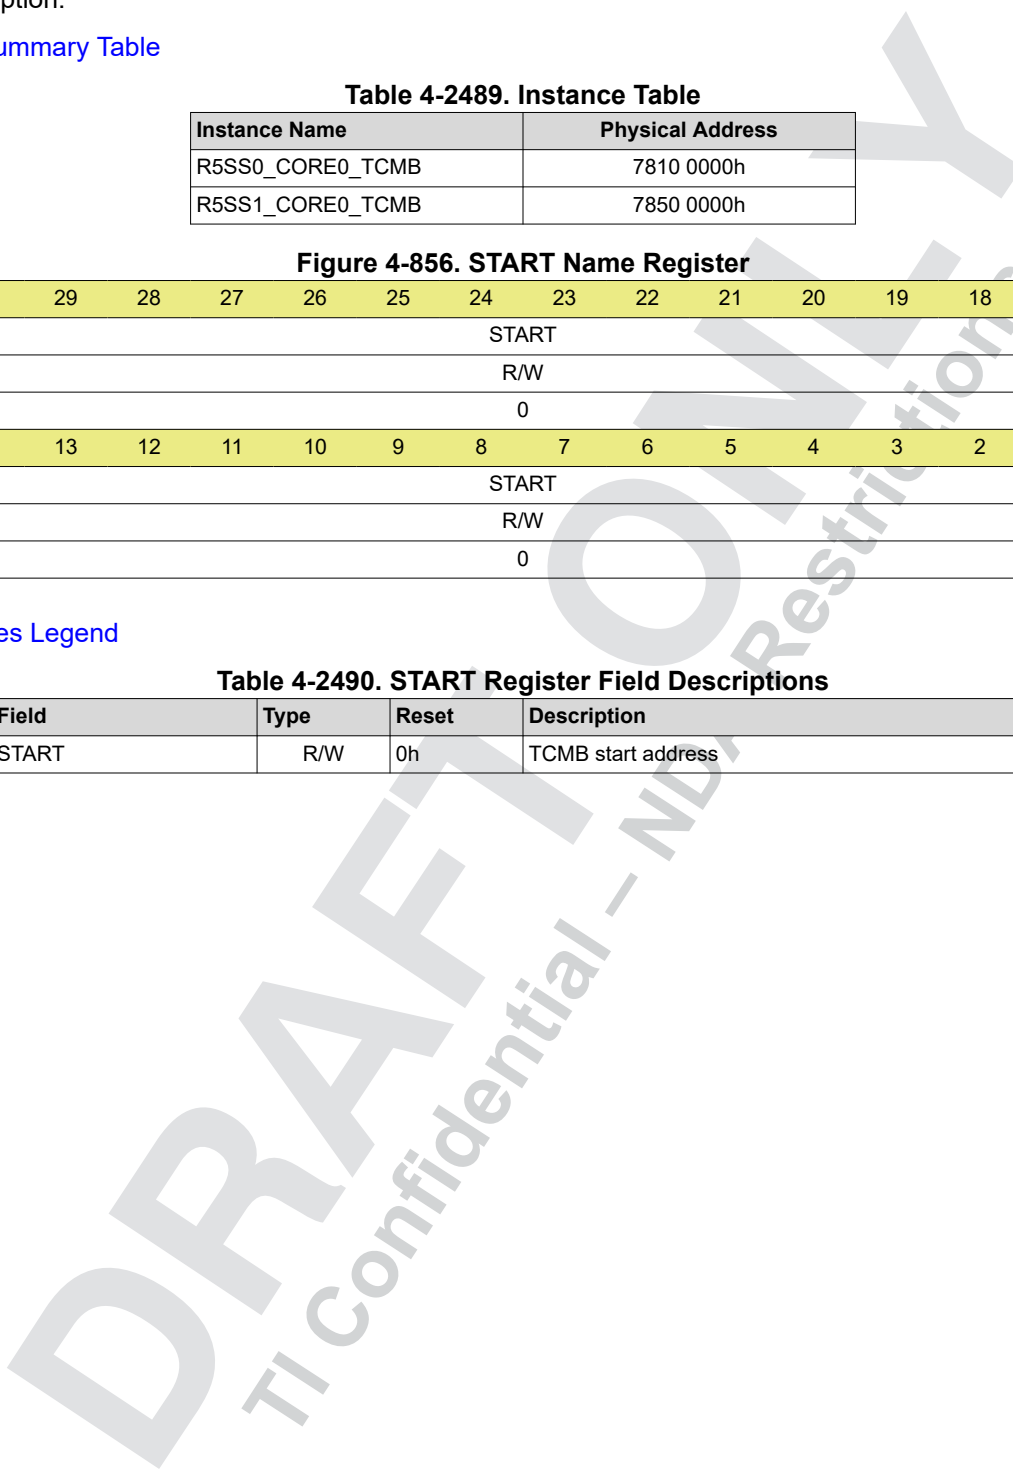 ption.
ummary Table
Table 4-2489. Instance Table
Instance Name Physical Address
R5SS0_CORE0_TCMB 7810 0000h
R5SS1_CORE0_TCMB 7850 0000h
Figure 4-856. START Name Register
29 28 27 26 25 24 23 22 21 20 19 18
START
R/W
0
13 12 11 10 9 8 7 6 5 4 3 2
START
R/W
0
es Legend
Table 4-2490. START Register Field Descriptions
Field Type Reset Description
START R/W 0h TCMB start address
DRAFT ONLY
TI Confidential – NDA Restrictions